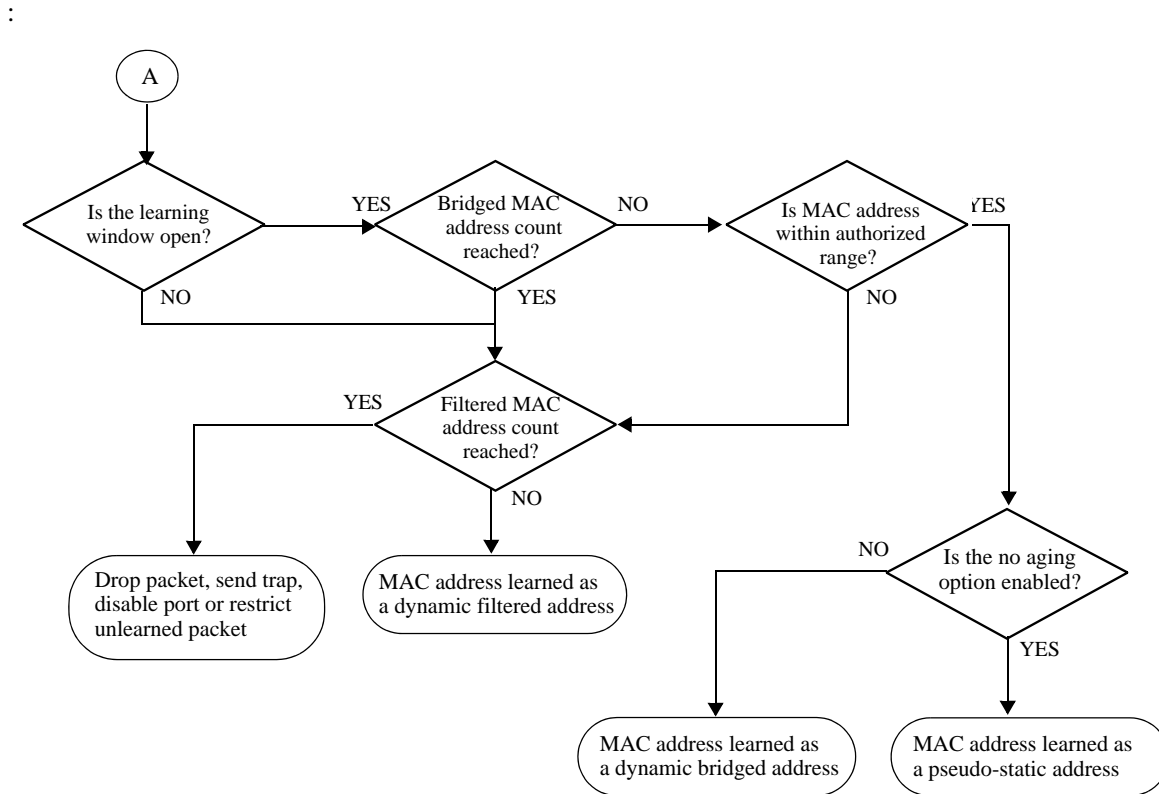 :
A
Is the learning
window open?
YES
Bridged MAC
address count
reached?
NO
Is MAC address
within authorized
range?
YES
NO
YES
NO
YES
Filtered MAC
address count
reached?
NO
NO
Is the no aging
option enabled?
YES
Drop packet, send trap,
disable port or restrict
unlearned packet
MAC address learned as
a dynamic filtered address
MAC address learned as
a dynamic bridged address
MAC address learned as
a pseudo-static address